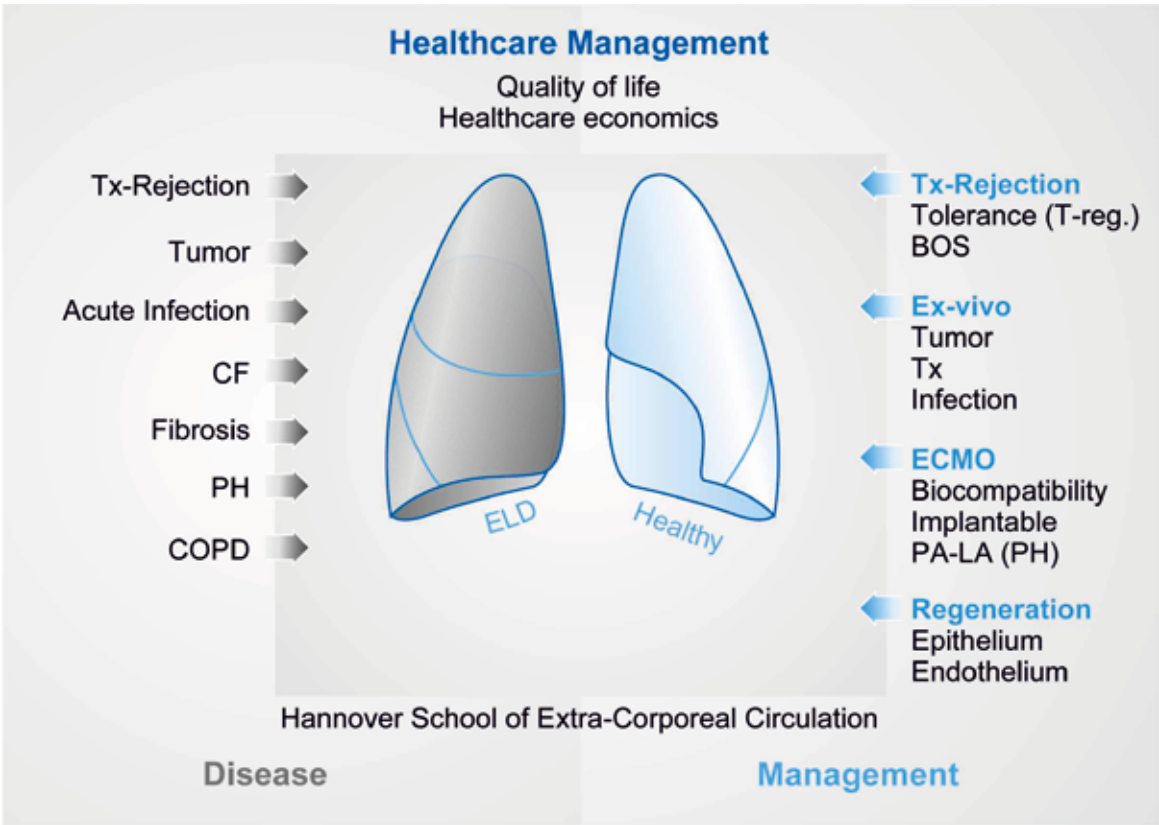 Healthcare Management
Quality of life
Healthcare economics
Tx-Rejection
Tumor
Acute Infection
CF
Fibrosis
PH
COPD
ELD
Healthy
Tx-Rejection
Tolerance (T-reg.)
BOS
Ex-vivo
Tumor
Tx
Infection
ECMO
Biocompatibility
Implantable
PA-LA (PH)
Regeneration
Epithelium
Endothelium
Hannover School of Extra-Corporeal Circulation
Disease
Management